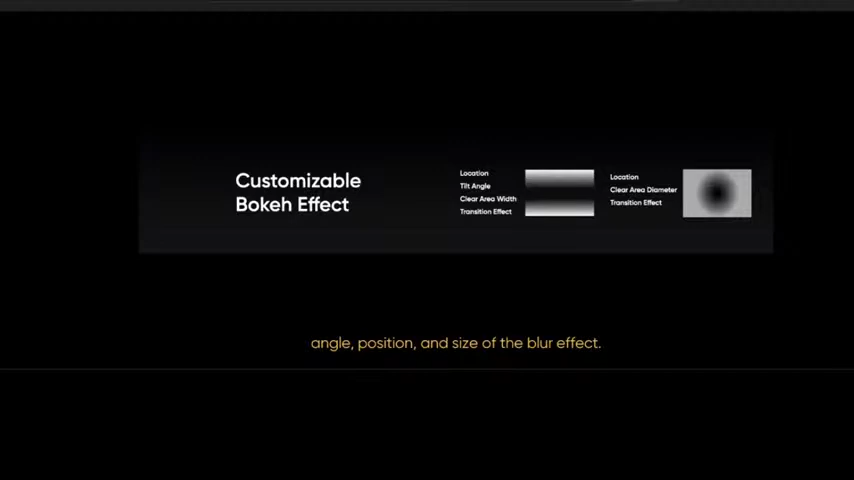 Customizable
Bokeh Effect
Location
Tilt Angle
Clear Area Width
Transition Effect
Location
Clear Area Diameter
Transition Effect
angle, position, and size of the blur effect.